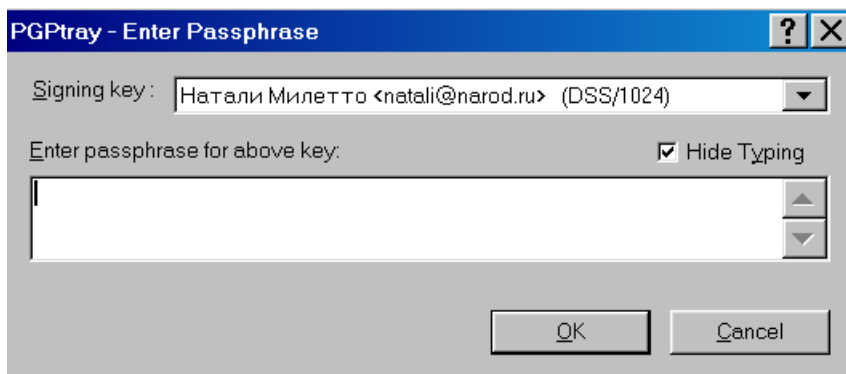 PGPtray - Enter Passphrase
Signing key: Натали Милетто <natali@narod.ru> (DSS/1024)
Enter passphrase for above key: Hide Typing
OK Cancel